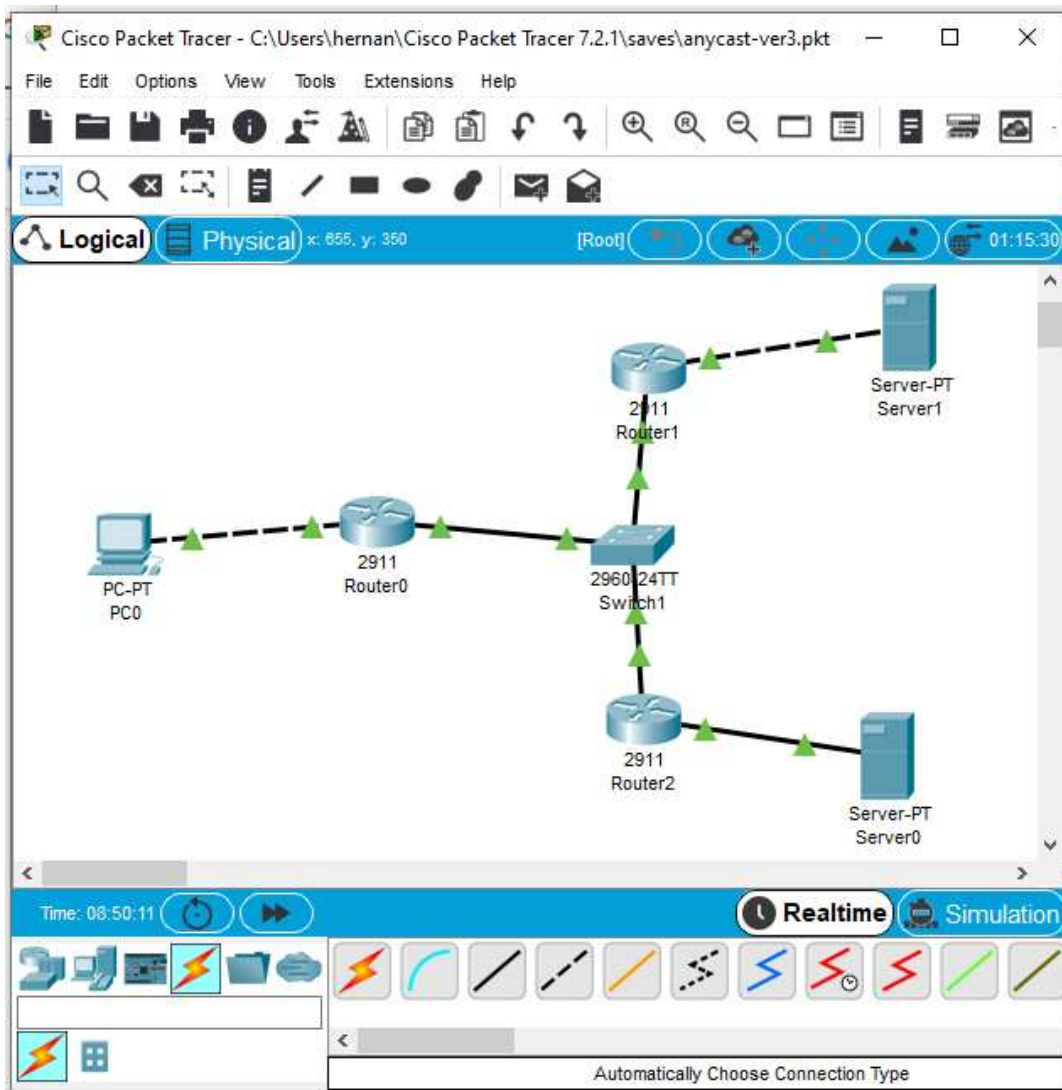 Cisco Packet Tracer - C:\Users\hernan\Cisco Packet Tracer 7.2.1\saves\anycast-ver3.pkt
File Edit Options View Tools Extensions Help
Logical Physical x: 655, y: 350 [Root] 01:15:30
Server-PT
Server1
2911
Router1
2911
Router0
2960-24TT
Switch1
PC-PT
PC0
2911
Router2
Server-PT
Server0
Time: 08:50:11 Realtime Simulation
Automatically Choose Connection Type